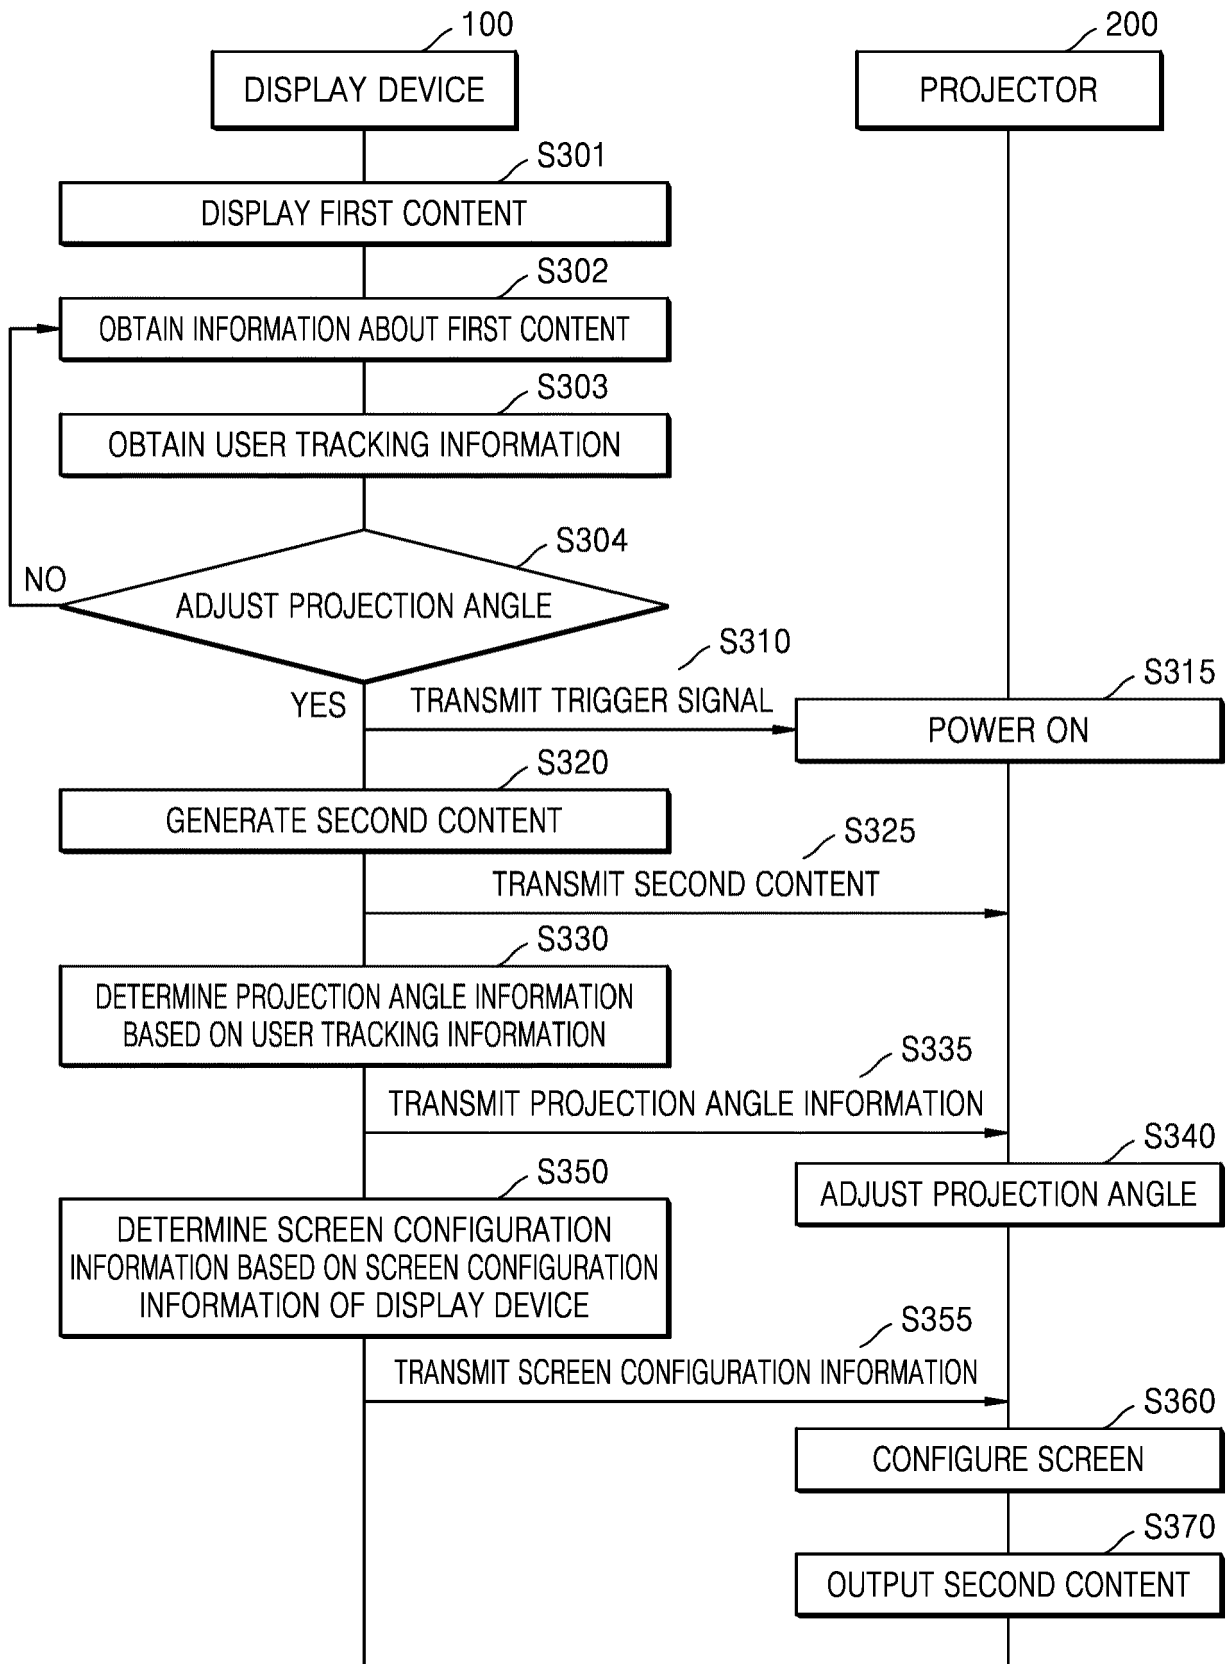 100
200
DISPLAY DEVICE
PROJECTOR
S301
DISPLAY FIRST CONTENT
S302
OBTAIN INFORMATION ABOUT FIRST CONTENT
S303
OBTAIN USER TRACKING INFORMATION
S304
NO
ADJUST PROJECTION ANGLE
S310
YES
TRANSMIT TRIGGER SIGNAL
S315
POWER ON
S320
GENERATE SECOND CONTENT
S325
TRANSMIT SECOND CONTENT
S330
DETERMINE PROJECTION ANGLE INFORMATION
BASED ON USER TRACKING INFORMATION
S335
TRANSMIT PROJECTION ANGLE INFORMATION
S340
ADJUST PROJECTION ANGLE
S350
DETERMINE SCREEN CONFIGURATION
INFORMATION BASED ON SCREEN CONFIGURATION
INFORMATION OF DISPLAY DEVICE
S355
TRANSMIT SCREEN CONFIGURATION INFORMATION
S360
CONFIGURE SCREEN
S370
OUTPUT SECOND CONTENT